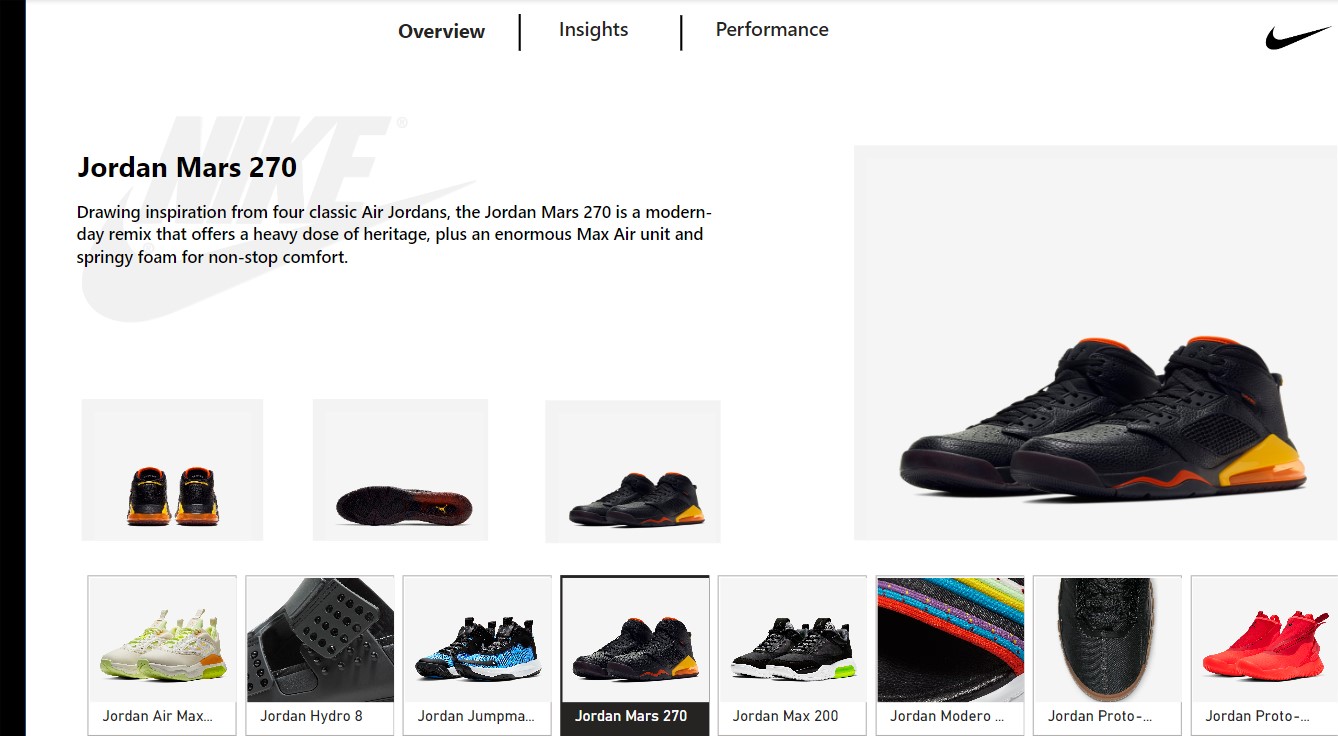 Overview
Insights
Performance
NIKE®
Jordan Mars 270
Drawing inspiration from four classic Air Jordans, the Jordan Mars 270 is a modern-
day remix that offers a heavy dose of heritage, plus an enormous Max Air unit and
springy foam for non-stop comfort.
Jordan Air Max...
Jordan Hydro 8
Jordan Jumpma...
Jordan Mars 270
Jordan Max 200
Jordan Modero ...
Jordan Proto-...
Jordan Proto-...